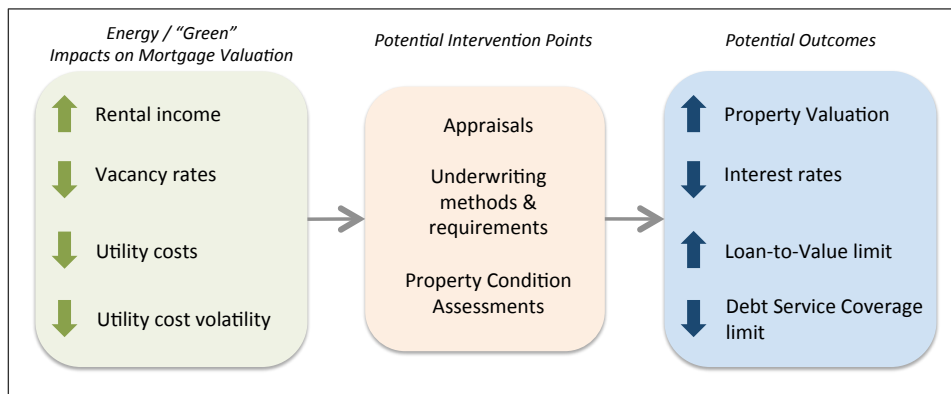 Energy / “Green”
Impacts on Mortgage Valuation
Rental income
Vacancy rates
Utility costs
Utility cost volatility
Potential Intervention Points
Appraisals
Underwriting
methods &
requirements
Property Condition
Assessments
Potential Outcomes
Property Valuation
Interest rates
Loan-to-Value limit
Debt Service Coverage
limit